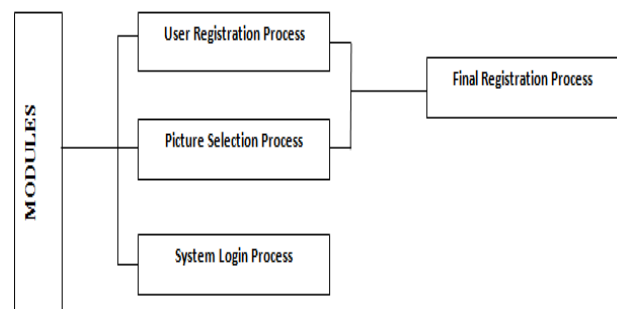 MODULES
User Registration Process
Picture Selection Process
System Login Process
Final Registration Process